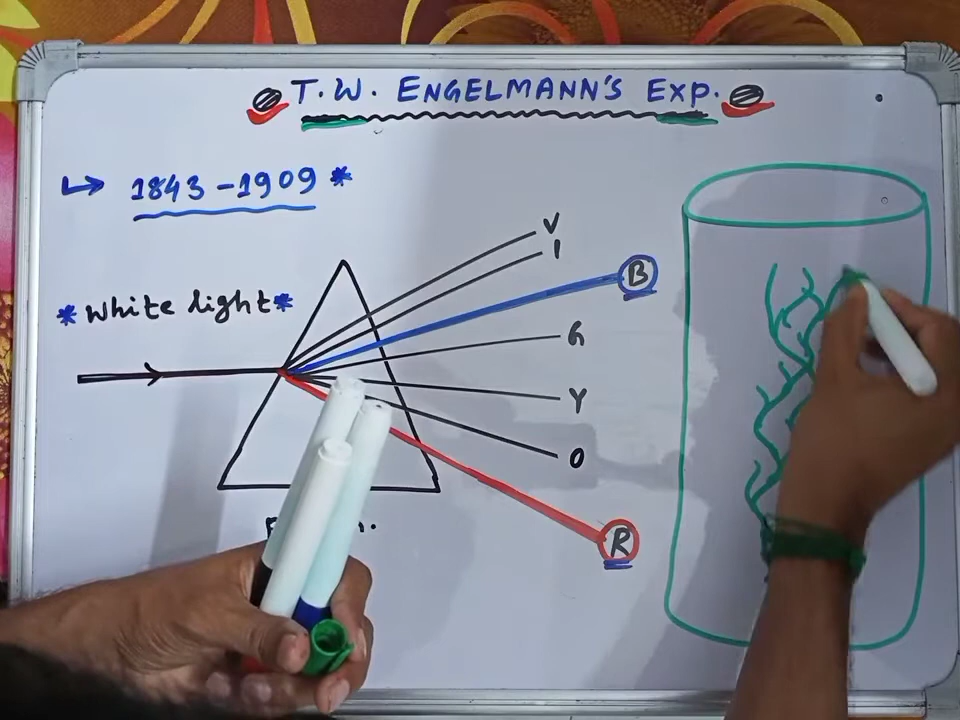 T. W. ENGELMANN'S EXP.
↳ 1843-1909 *
V
I
B
*White light*
G
Y
O
R